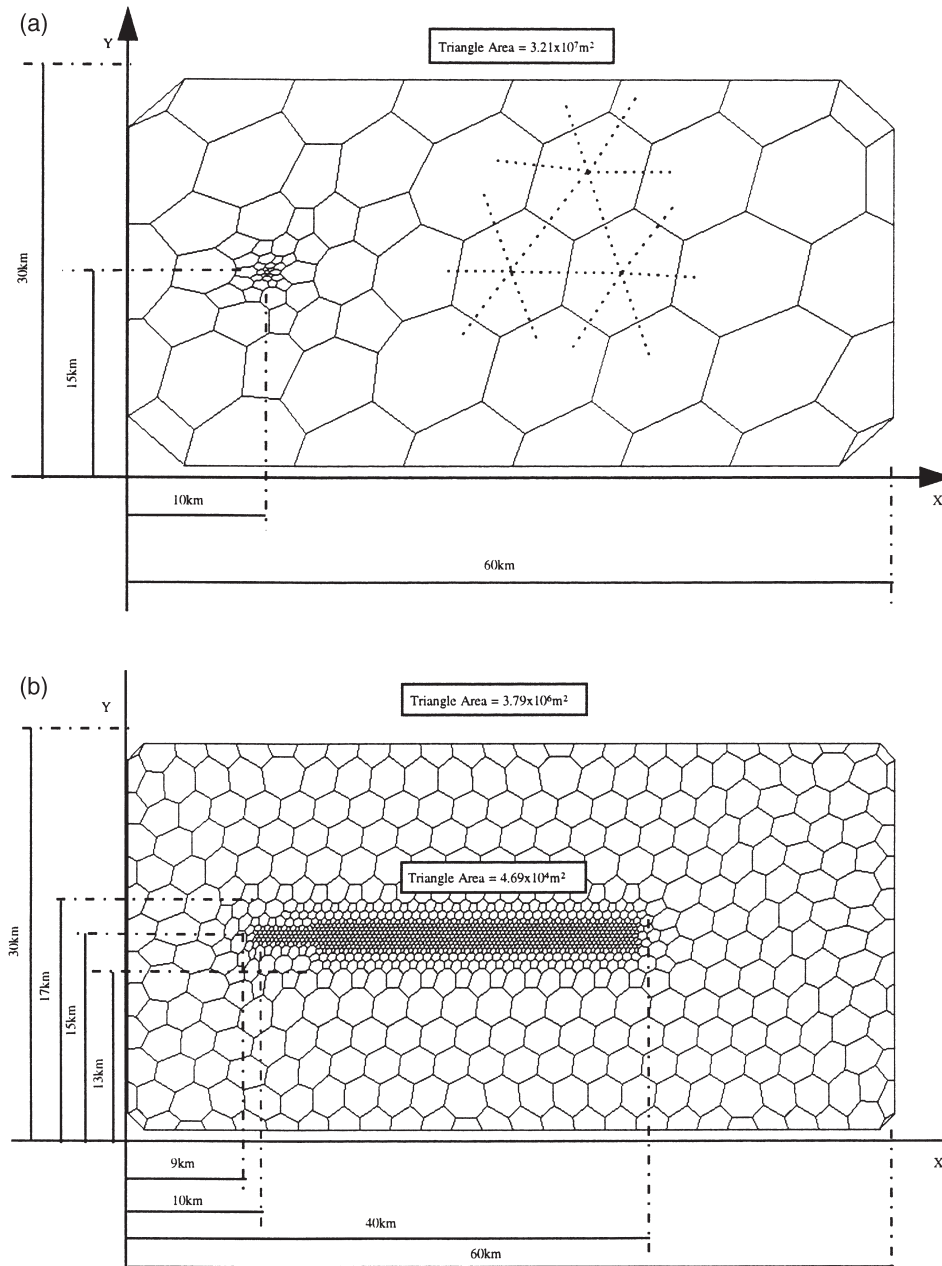 (a)
Y
Triangle Area = 3.21x10⁷m²
30km
15km
10km
X
60km
(b)
Y
Triangle Area = 3.79x10⁶m²
Triangle Area = 4.69x10⁴m²
30km
17km
15km
13km
X
9km
10km
40km
60km